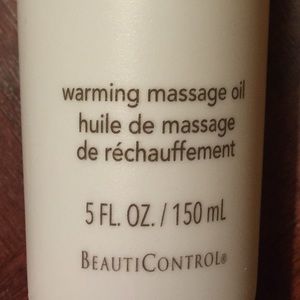 warming massage oil
huile de massage
de réchauffement
5 FL. OZ. / 150 mL
BEAUTICONTROL®